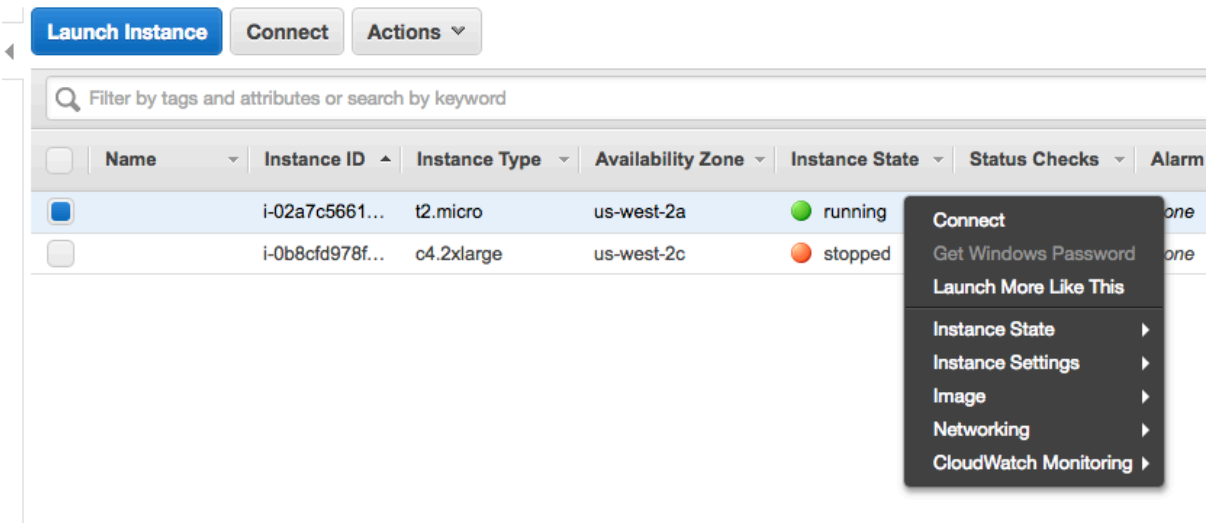 Launch Instance Connect Actions
Filter by tags and attributes or search by keyword
Name Instance ID Instance Type Availability Zone Instance State Status Checks Alarm
i-02a7c5661... t2.micro us-west-2a running one
i-0b8cfd978f... c4.2xlarge us-west-2c stopped one
Connect
Get Windows Password
Launch More Like This
Instance State
Instance Settings
Image
Networking
CloudWatch Monitoring